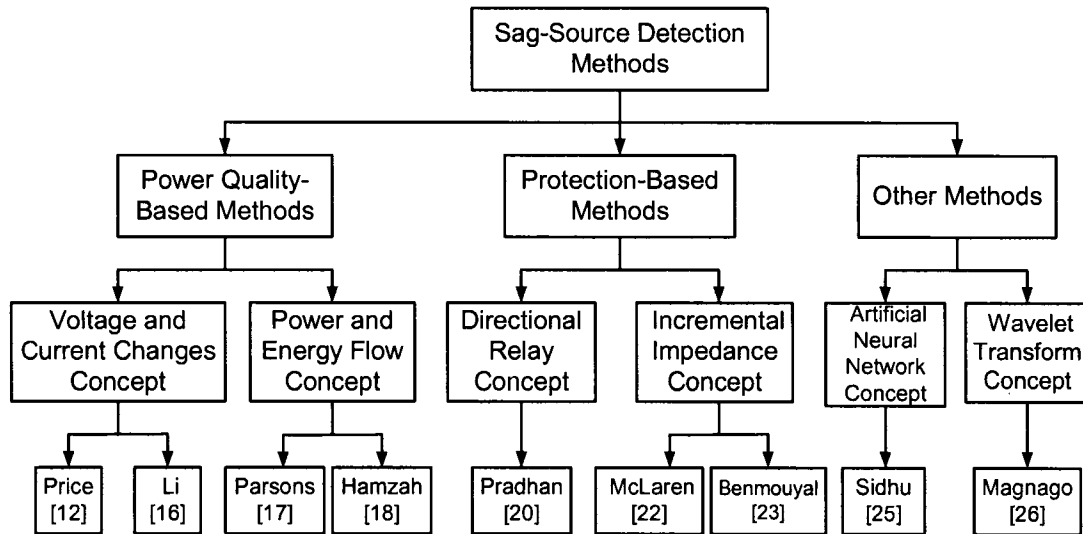 Sag-Source Detection
Methods
Power Quality-
Based Methods
Protection-Based
Methods
Other Methods
Voltage and
Current Changes
Concept
Power and
Energy Flow
Concept
Directional
Relay
Concept
Incremental
Impedance
Concept
Artificial
Neural
Network
Concept
Wavelet
Transform
Concept
Price
[12]
Li
[16]
Parsons
[17]
Hamzah
[18]
Pradhan
[20]
McLaren
[22]
Benmouyal
[23]
Sidhu
[25]
Magnago
[26]